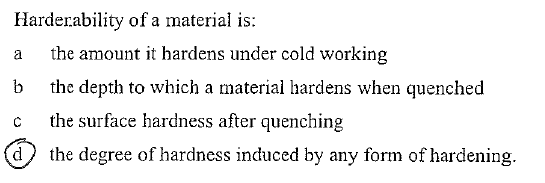 Hardenability of a material is:
a the amount it hardens under cold working
b the depth to which a material hardens when quenched
c the surface hardness after quenching
d the degree of hardness induced by any form of hardening.